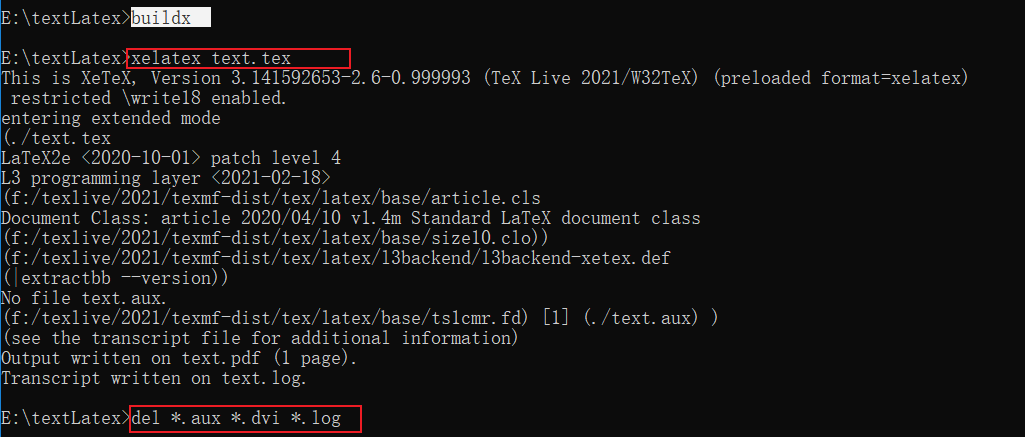 E:\textLatex>buildx
E:\textLatex>xelatex text.tex
This is XeTeX, Version 3.141592653-2.6-0.999993 (TeX Live 2021/W32TeX) (preloaded format=xelatex)
 restricted \write18 enabled.
entering extended mode
(./text.tex
LaTeX2e <2020-10-01> patch level 4
L3 programming layer <2021-02-18>
(f:/texlive/2021/texmf-dist/tex/latex/base/article.cls
Document Class: article 2020/04/10 v1.4m Standard LaTeX document class
(f:/texlive/2021/texmf-dist/tex/latex/base/size10.clo))
(f:/texlive/2021/texmf-dist/tex/latex/l3backend/l3backend-xetex.def
(|extractbb --version))
No file text.aux.
(f:/texlive/2021/texmf-dist/tex/latex/base/ts1cmr.fd) [1] (./text.aux) )
(see the transcript file for additional information)
Output written on text.pdf (1 page).
Transcript written on text.log.
E:\textLatex>del *.aux *.dvi *.log